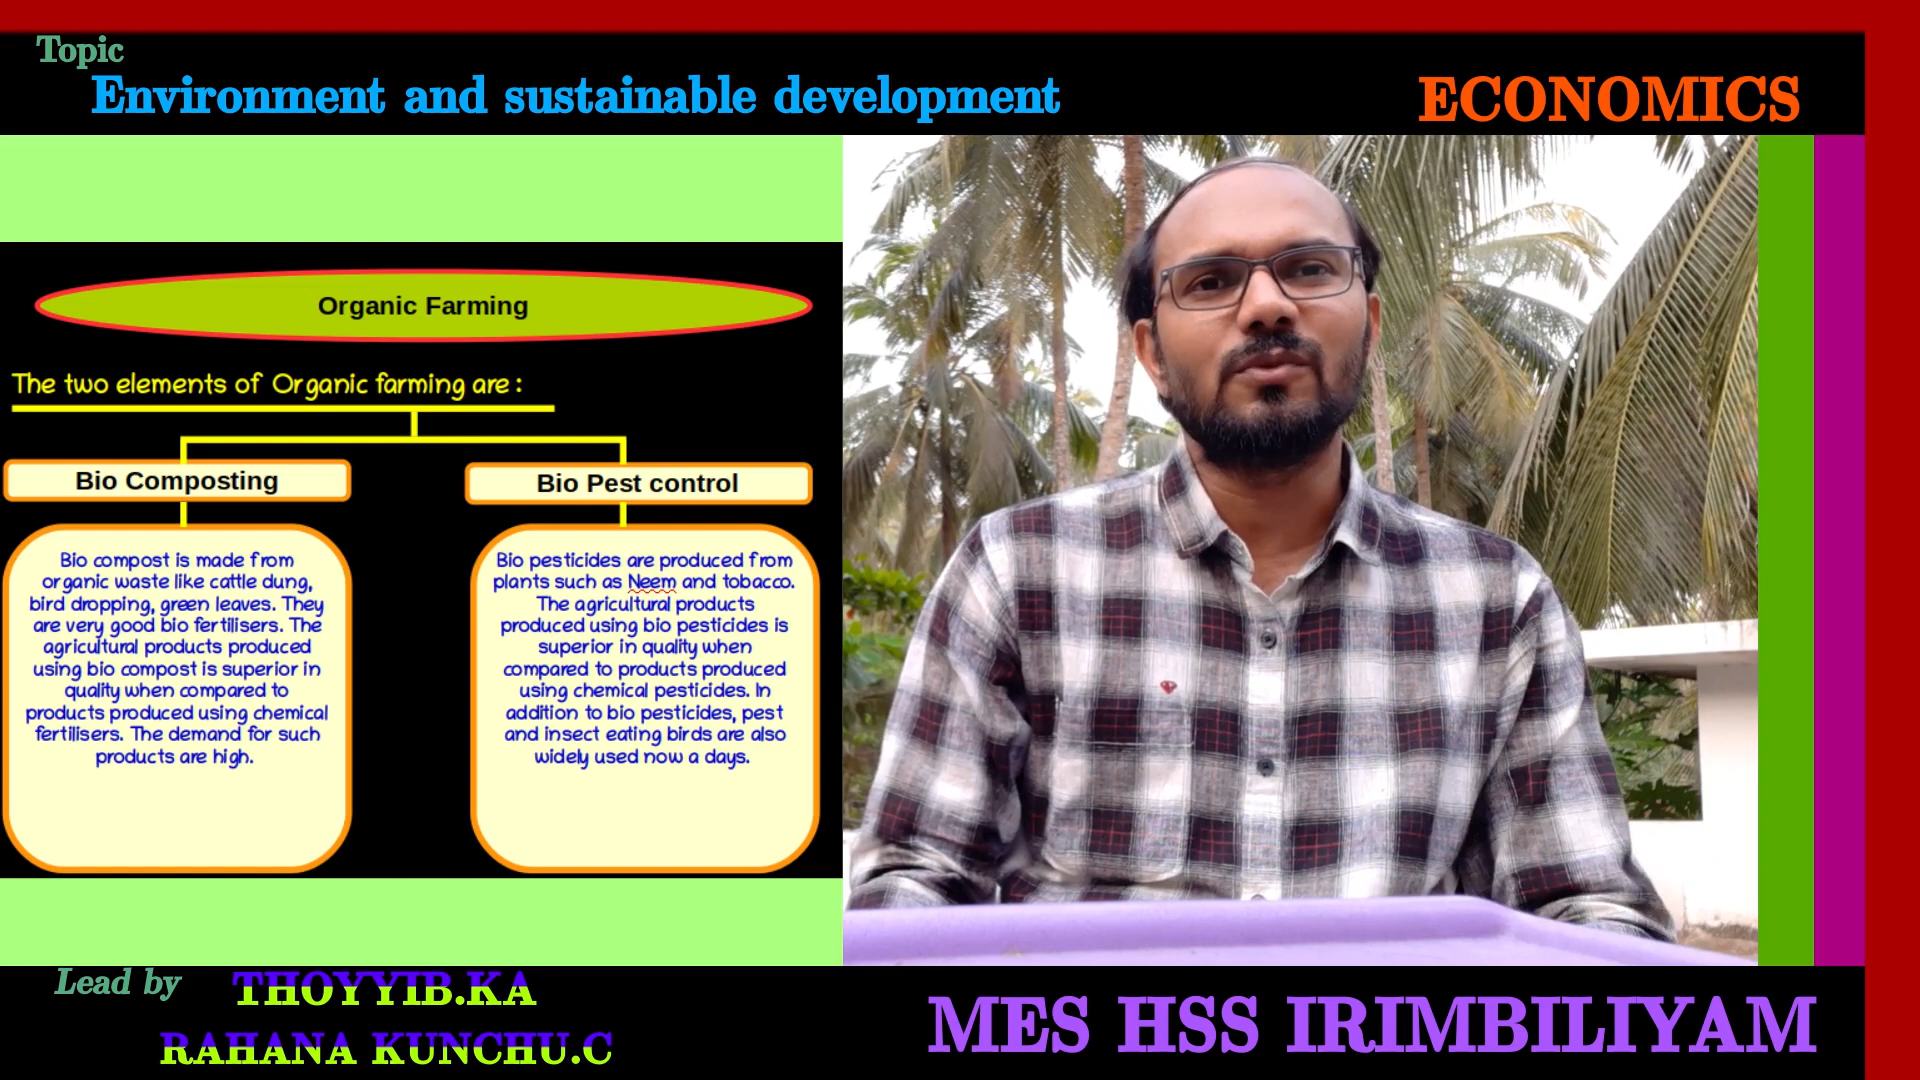 Topic
Environment and sustainable development
ECONOMICS
Organic Farming
The two elements of Organic farming are :
Bio Composting
Bio Pest control
Bio compost is made from
organic waste like cattle dung,
bird dropping, green leaves. They
are very good bio fertilisers. The
agricultural products produced
using bio compost is superior in
quality when compared to
products produced using chemical
fertilisers. The demand for such
products are high.
Bio pesticides are produced from
plants such as Neem and tobacco.
The agricultural products
produced using bio pesticides is
superior in quality when
compared to products produced
using chemical pesticides. In
addition to bio pesticides, pest
and insect eating birds are also
widely used now a days.
Lead by
THOYYIB.KA
RAHANA KUNCHU.C
MES HSS IRIMBILIYAM